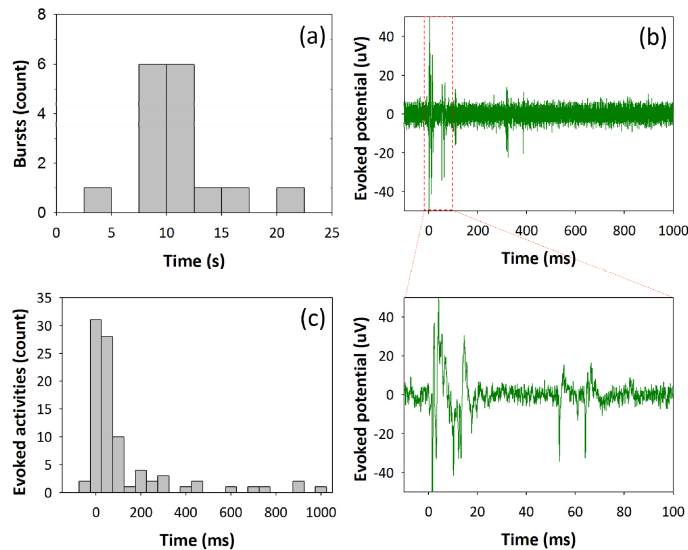 (a)
Bursts (count)
8
6
4
2
0
0 5 10 15 20 25
Time (s)
(b)
Evoked potential (uV)
40
20
0
-20
-40
0 200 400 600 800 1000
Time (ms)
(c)
Evoked activities (count)
35
30
25
20
15
10
5
0
0 200 400 600 800 1000
Time (ms)
Evoked potential (uV)
40
20
0
-20
-40
0 20 40 60 80 100
Time (ms)